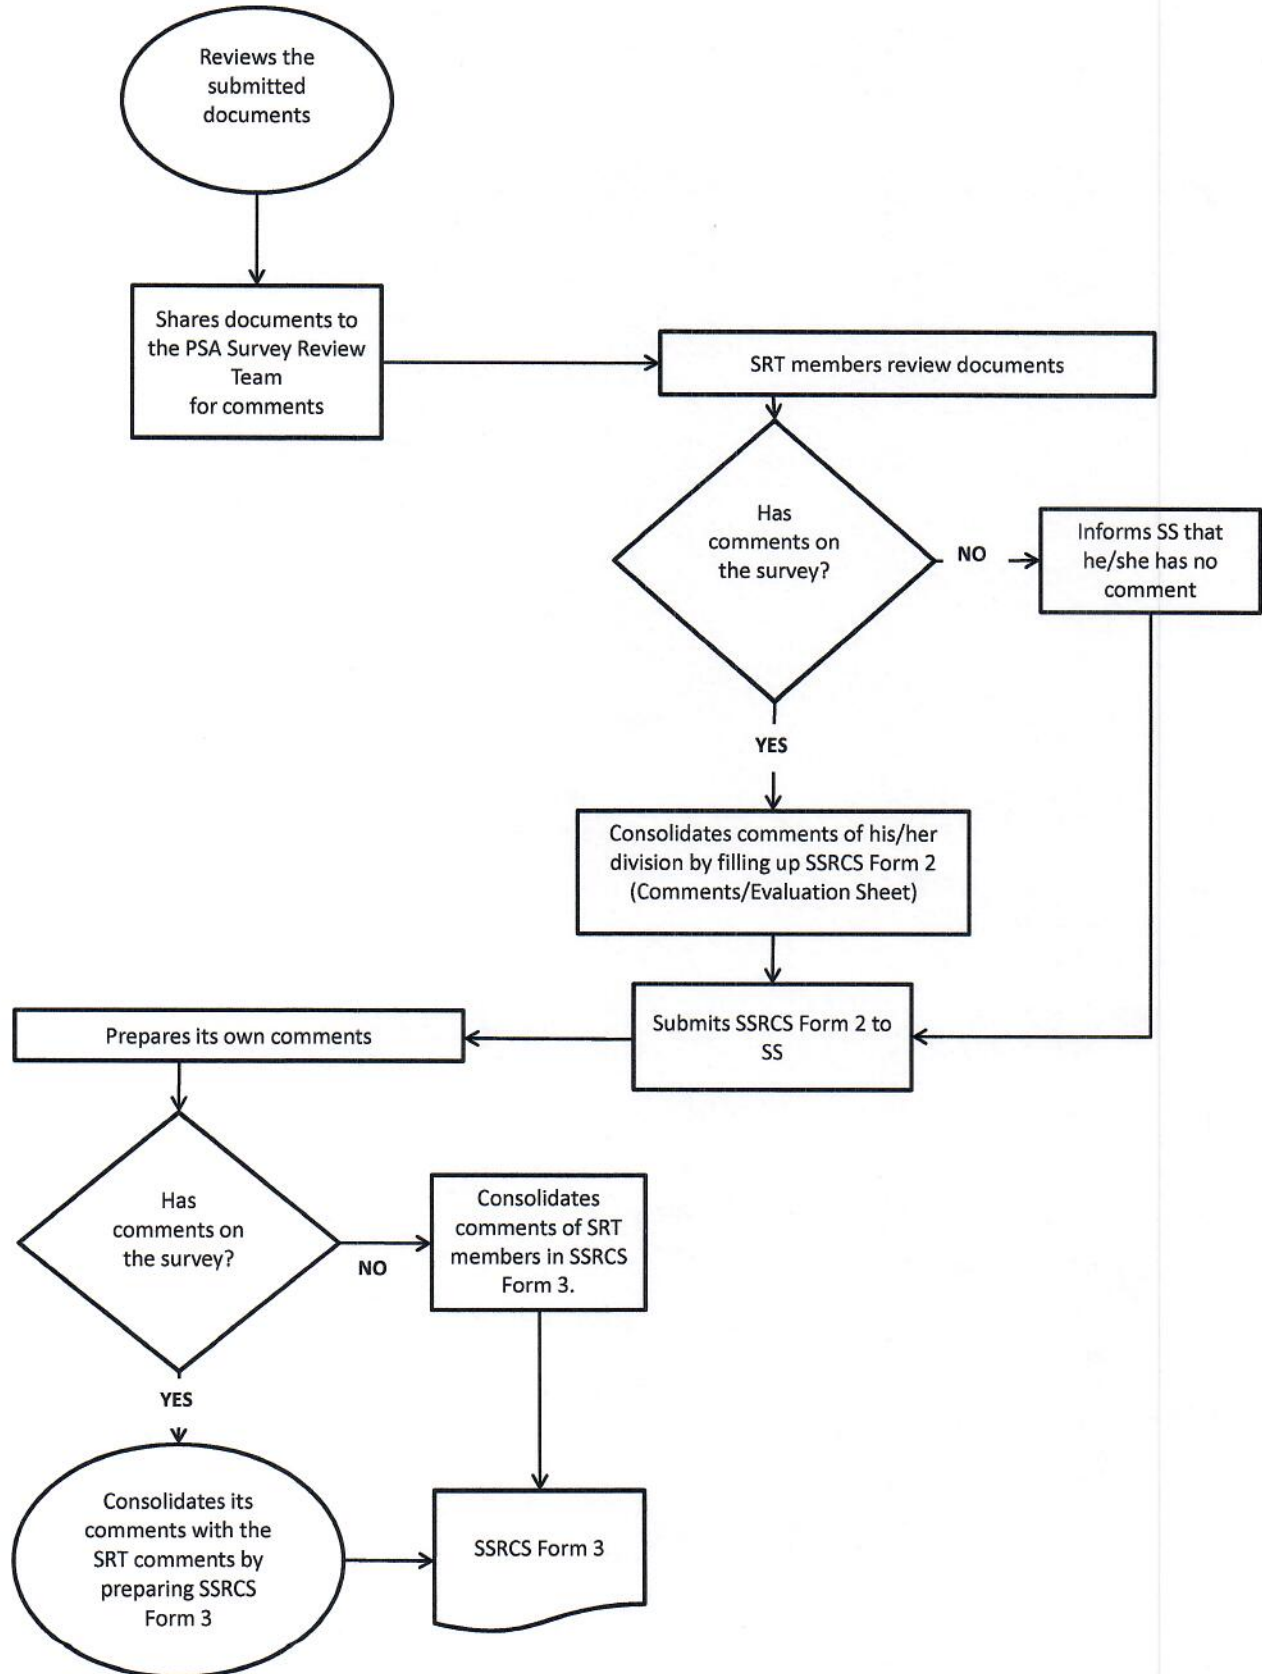 Reviews the
submitted
documents
Shares documents to
the PSA Survey Review
Team
for comments
SRT members review documents
Has
comments on
the survey?
NO
Informs SS that
he/she has no
comment
YES
Consolidates comments of his/her
division by filling up SSRCS Form 2
(Comments/Evaluation Sheet)
Submits SSRCS Form 2 to
SS
Prepares its own comments
Has
comments on
the survey?
NO
Consolidates
comments of SRT
members in SSRCS
Form 3.
YES
Consolidates its
comments with the
SRT comments by
preparing SSRCS
Form 3
SSRCS Form 3